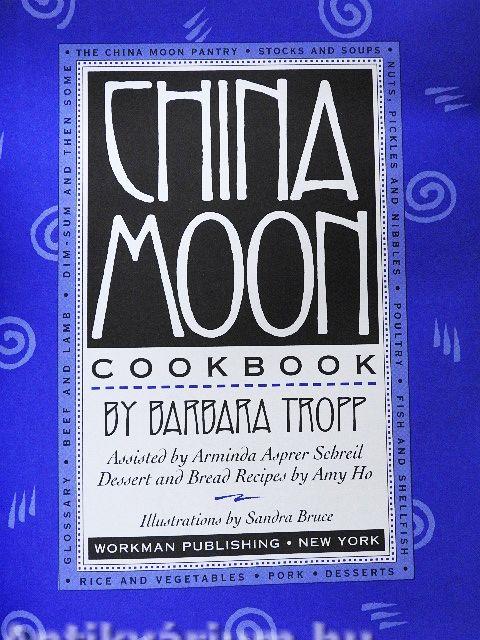 • THE CHINA MOON PANTRY • STOCKS AND SOUPS •
NUTS, PICKLES AND NIBBLES • POULTRY • FISH AND SHELLFISH •
• RICE AND VEGETABLES • PORK • DESSERTS •
GLOSSARY • BEEF AND LAMB • DIM-SUM AND THEN SOME
CHINA
MOON
COOKBOOK
BY BARBARA TROPP
Assisted by Arminda Asprer Schreil
Dessert and Bread Recipes by Amy Ho
Illustrations by Sandra Bruce
WORKMAN PUBLISHING • NEW YORK